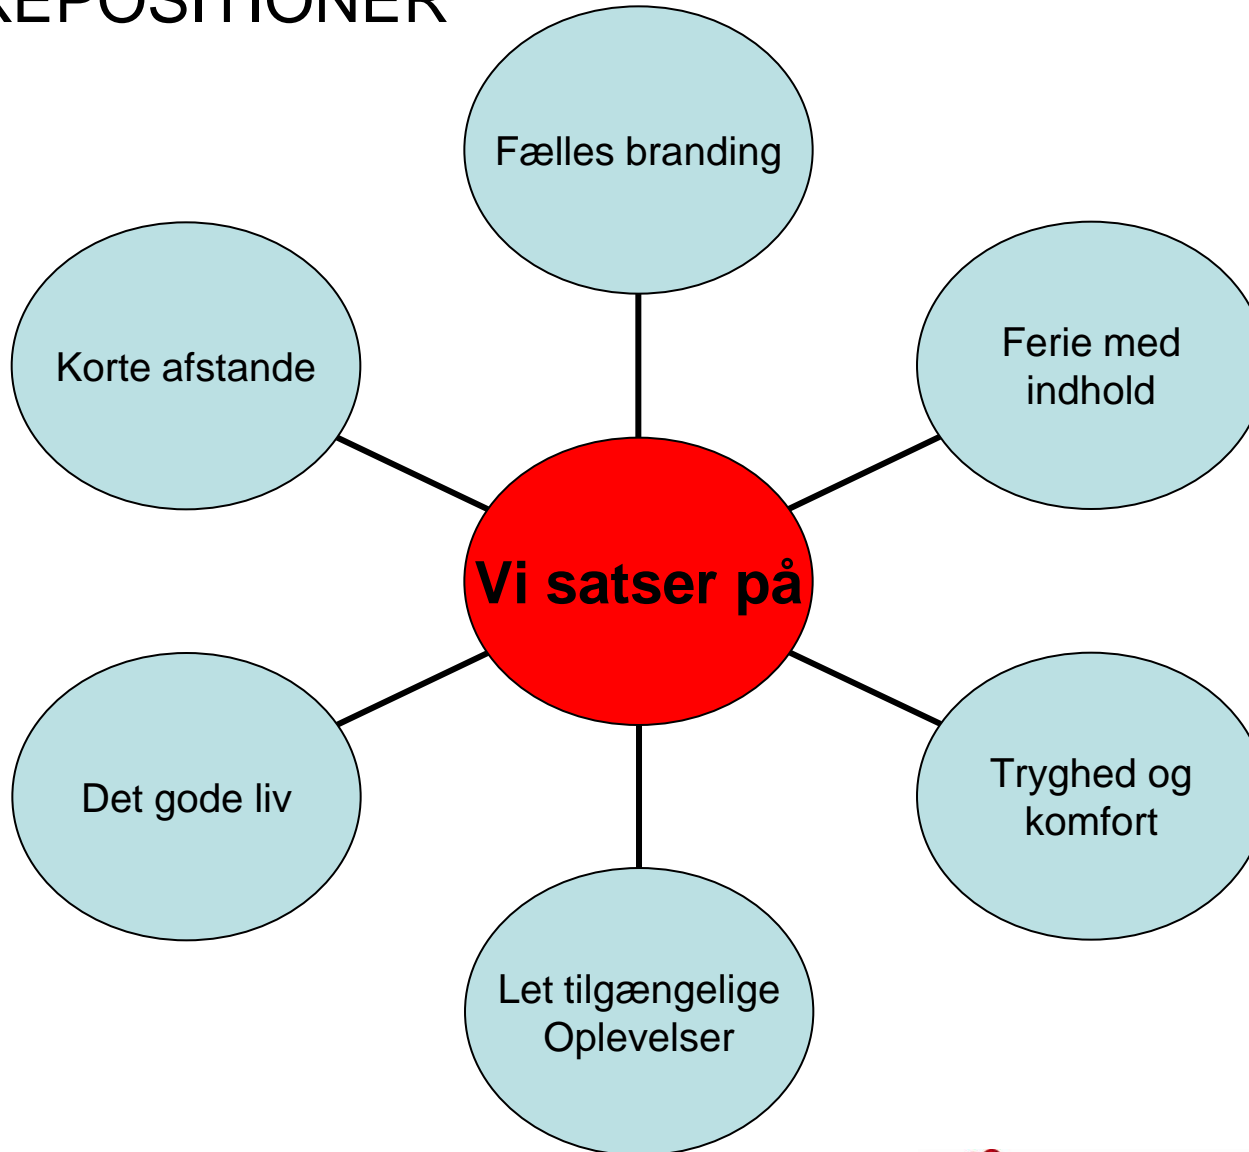 KEPOSITIONER
Fælles branding
Ferie med
indhold
Korte afstande
Vi satser på
Det gode liv
Tryghed og
komfort
Let tilgængelige
Oplevelser